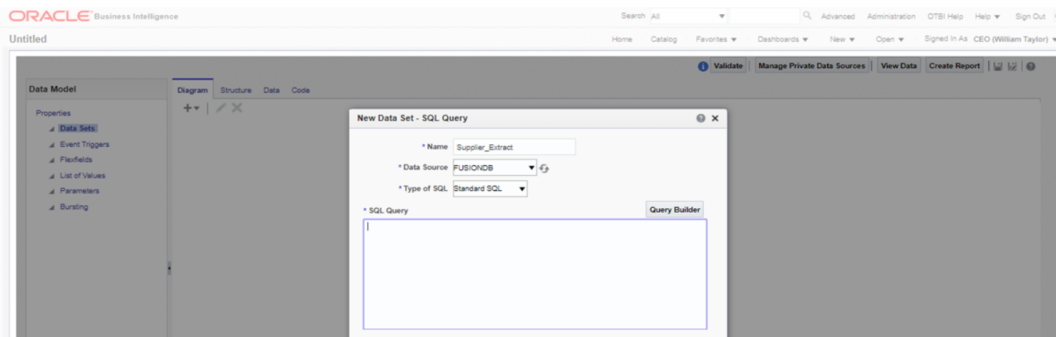 ORACLE Business Intelligence Search All Advanced Administration OTBI Help Help Sign Out
Untitled Home Catalog Favorites Dashboards New Open Signed In As CEO (William Taylor)
Validate Manage Private Data Sources View Data Create Report
Data Model Diagram Structure Data Code
Properties
Data Sets
Event Triggers
Flexfields
List of Values
Parameters
Bursting
New Data Set - SQL Query
* Name Supplier_Extract
* Data Source FUSIONDB
* Type of SQL Standard SQL
* SQL Query Query Builder